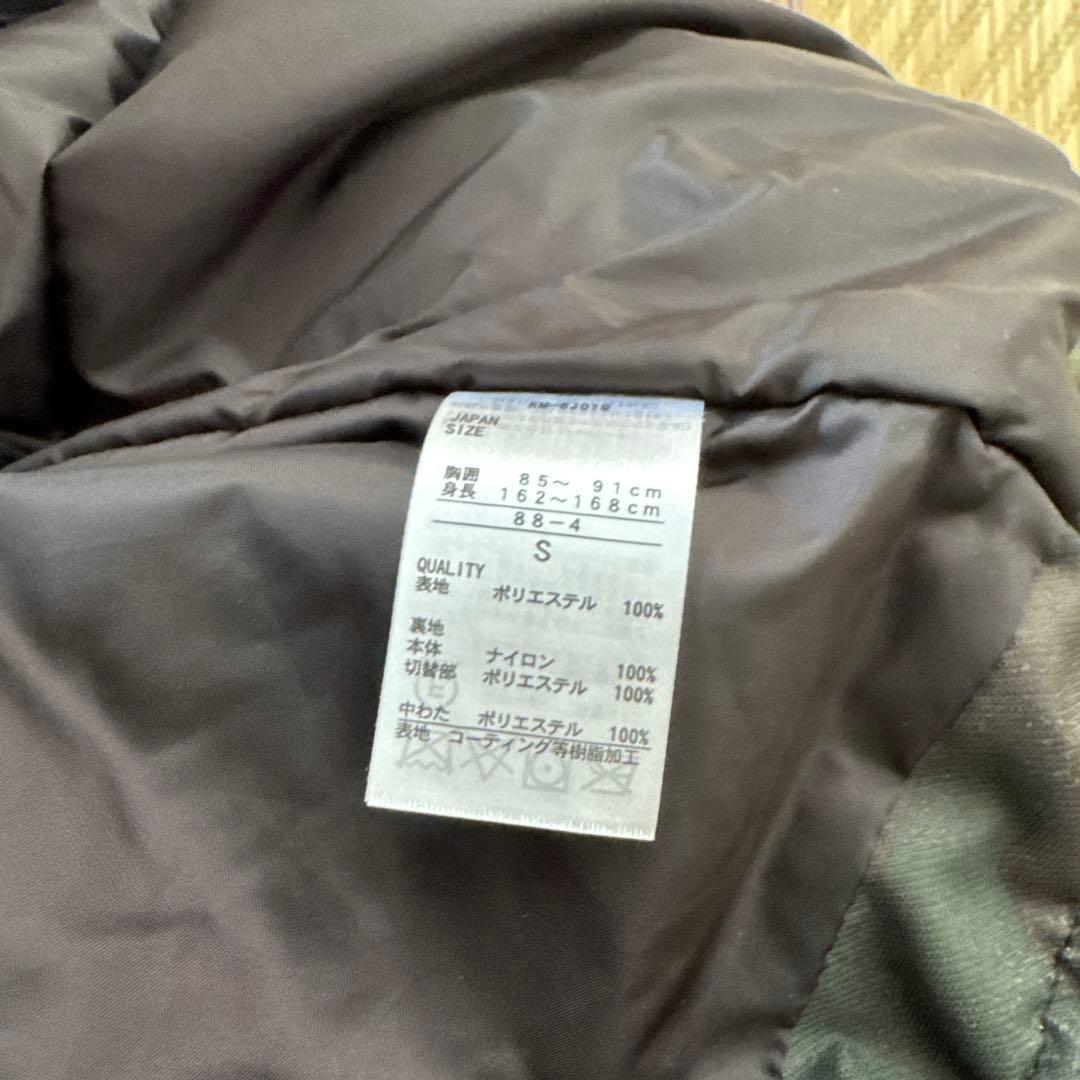 JAPAN
SIZE
胸囲 85～ 91cm
身長 162～168cm
88-4
S
QUALITY
表地 ポリエステル 100%
裏地
本体 ナイロン 100%
切替部 ポリエステル 100%
中わた ポリエステル 100%
表地 コーティング等樹脂加工